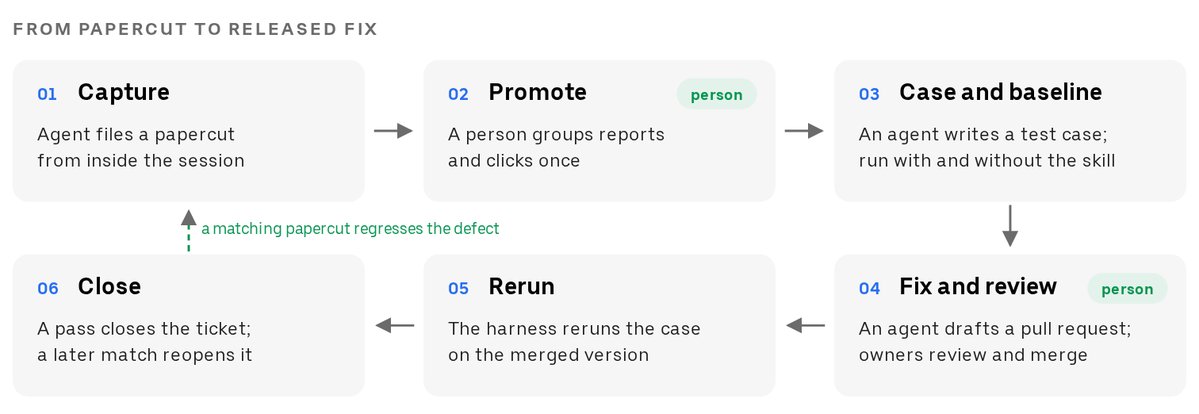 FROM PAPERCUT TO RELEASED FIX
01 Capture
Agent files a papercut
from inside the session
02 Promote
person
A person groups reports
and clicks once
03 Case and baseline
An agent writes a test case;
run with and without the skill
a matching papercut regresses the defect
04 Fix and review
person
An agent drafts a pull request;
owners review and merge
05 Rerun
The harness reruns the case
on the merged version
06 Close
A pass closes the ticket;
a later match reopens it